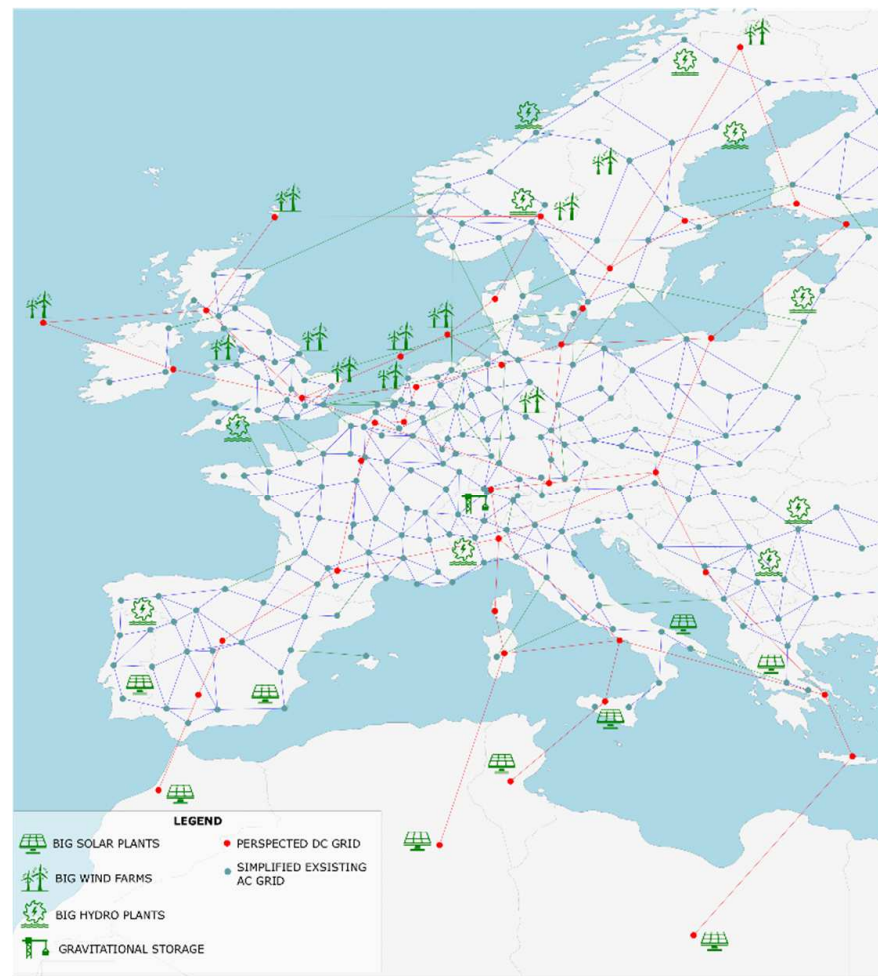 LEGEND
BIG SOLAR PLANTS
PERSPECTED DC GRID
BIG WIND FARMS
SIMPLIFIED EXSISTING
AC GRID
BIG HYDRO PLANTS
GRAVITATIONAL STORAGE